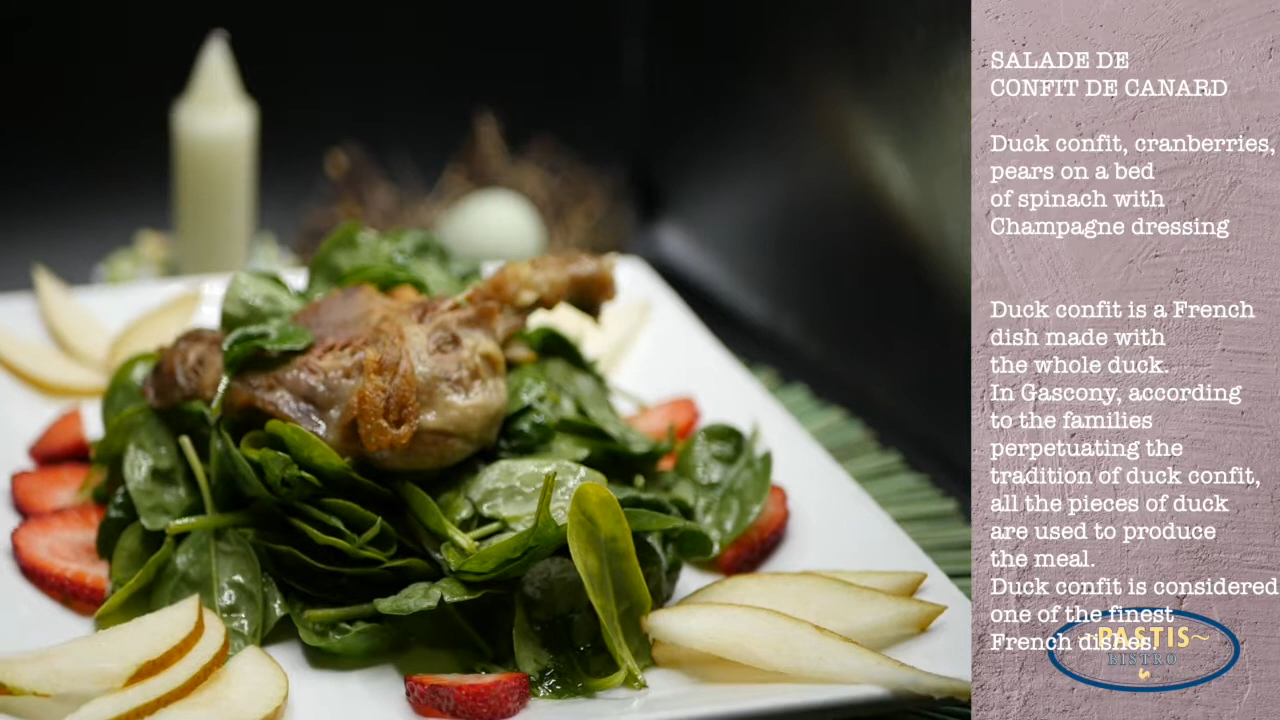 SALADE DE
CONFIT DE CANARD
Duck confit, cranberries,
pears on a bed
of spinach with
Champagne dressing
Duck confit is a French
dish made with
the whole duck.
In Gascony, according
to the families
perpetuating the
tradition of duck confit,
all the pieces of duck
are used to produce
the meal.
Duck confit is considered
one of the finest
French dishes.
~PASTIS~
BISTRO